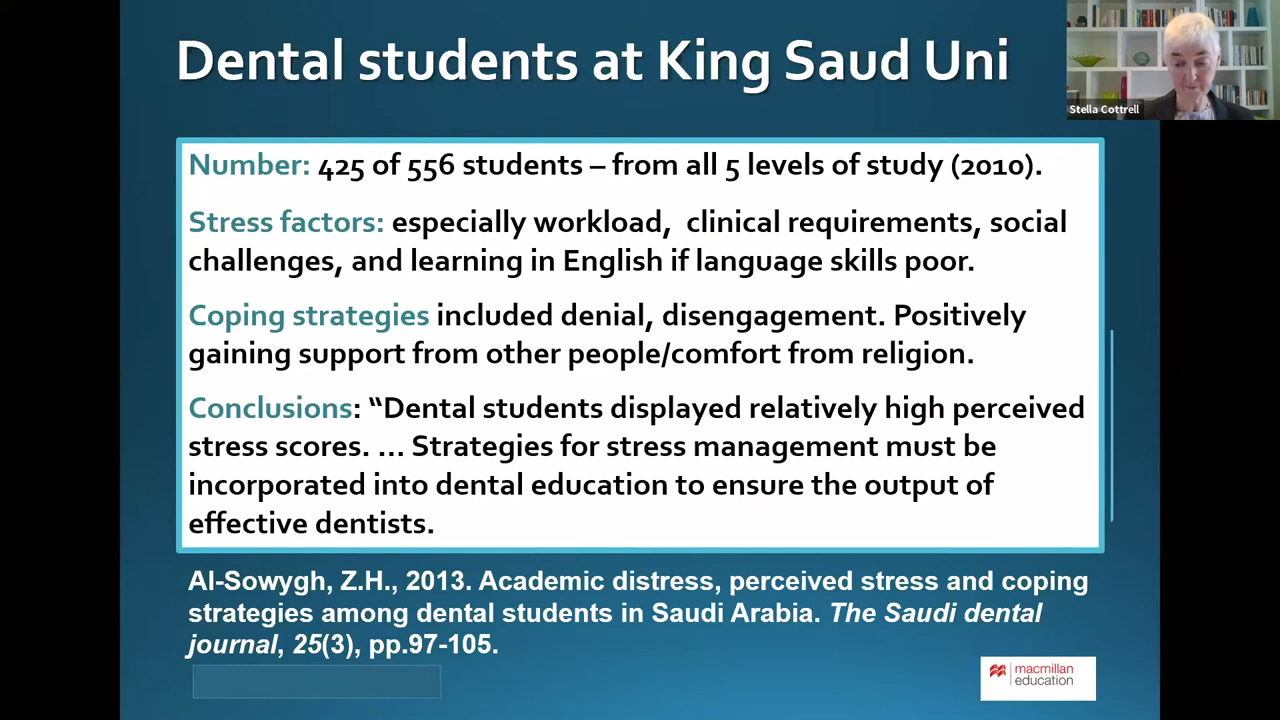 Dental students at King Saud Uni
Stella Cottrell
Number: 425 of 556 students – from all 5 levels of study (2010).
Stress factors: especially workload,  clinical requirements, social
challenges, and learning in English if language skills poor.
Coping strategies included denial, disengagement. Positively
gaining support from other people/comfort from religion.
Conclusions: “Dental students displayed relatively high perceived
stress scores. ... Strategies for stress management must be
incorporated into dental education to ensure the output of
effective dentists.
Al-Sowygh, Z.H., 2013. Academic distress, perceived stress and coping
strategies among dental students in Saudi Arabia. The Saudi dental
journal, 25(3), pp.97-105.
macmillan
education